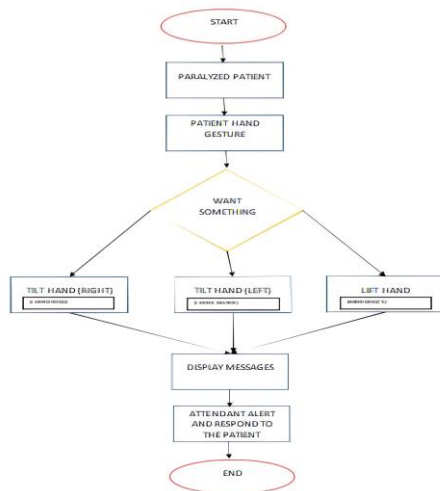 START
PARALYZED PATIENT
PATIENT HAND
GESTURE
WANT
SOMETHING
TILT HAND (RIGHT)
TILT HAND (LEFT)
LIFT HAND
DISPLAY MESSAGES
ATTENDANT ALERT
AND RESPOND TO
THE PATIENT
END